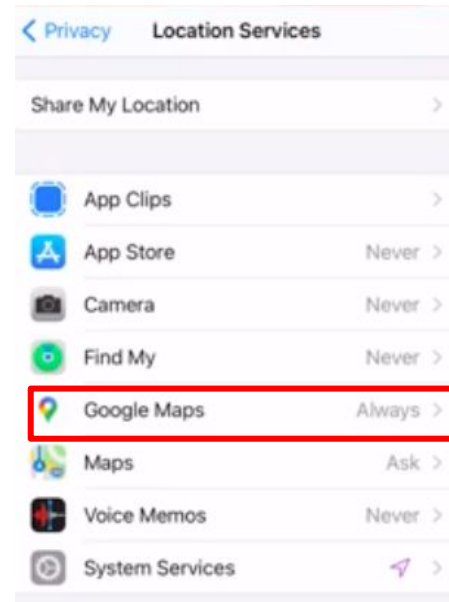 Privacy Location Services
Share My Location
App Clips
App Store Never
Camera Never
Find My Never
Google Maps Always
Maps Ask
Voice Memos Never
System Services